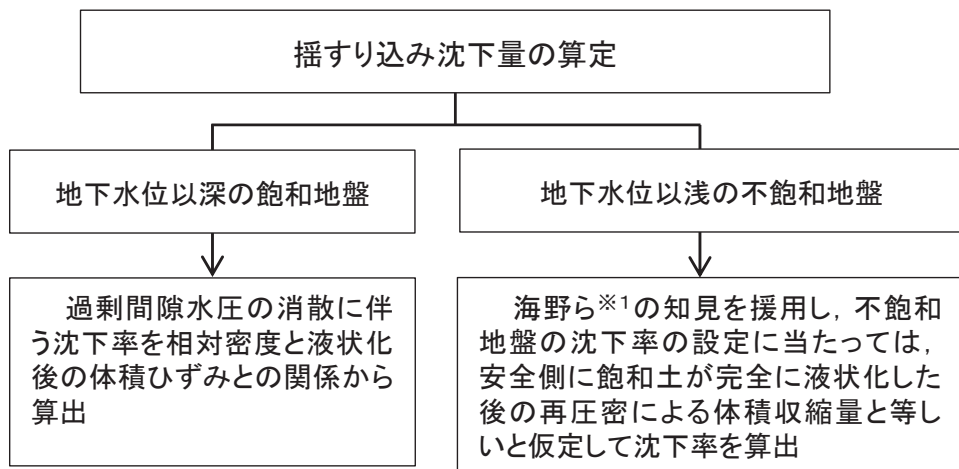 揺すり込み沈下量の算定
地下水位以深の飽和地盤
地下水位以浅の不飽和地盤
過剰間隙水圧の消散に伴
う沈下率を相対密度と液状化
後の体積ひずみとの関係から
算出
海野ら※1の知見を援用し,不飽和
地盤の沈下率の設定に当たっては,
安全側に飽和土が完全に液状化した
後の再圧密による体積収縮量と等し
いと仮定して沈下率を算出